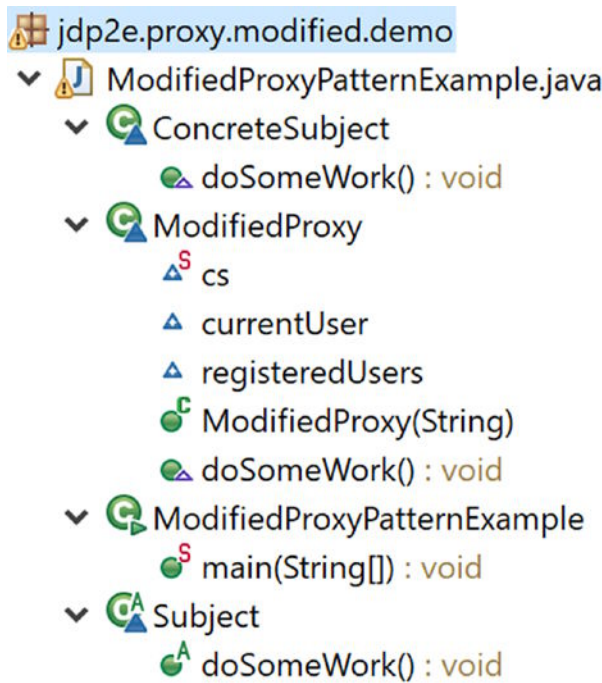 jdp2e.proxy.modified.demo
ModifiedProxyPatternExample.java
ConcreteSubject
doSomeWork() : void
ModifiedProxy
cs
currentUser
registeredUsers
ModifiedProxy(String)
doSomeWork() : void
ModifiedProxyPatternExample
main(String[]) : void
Subject
doSomeWork() : void